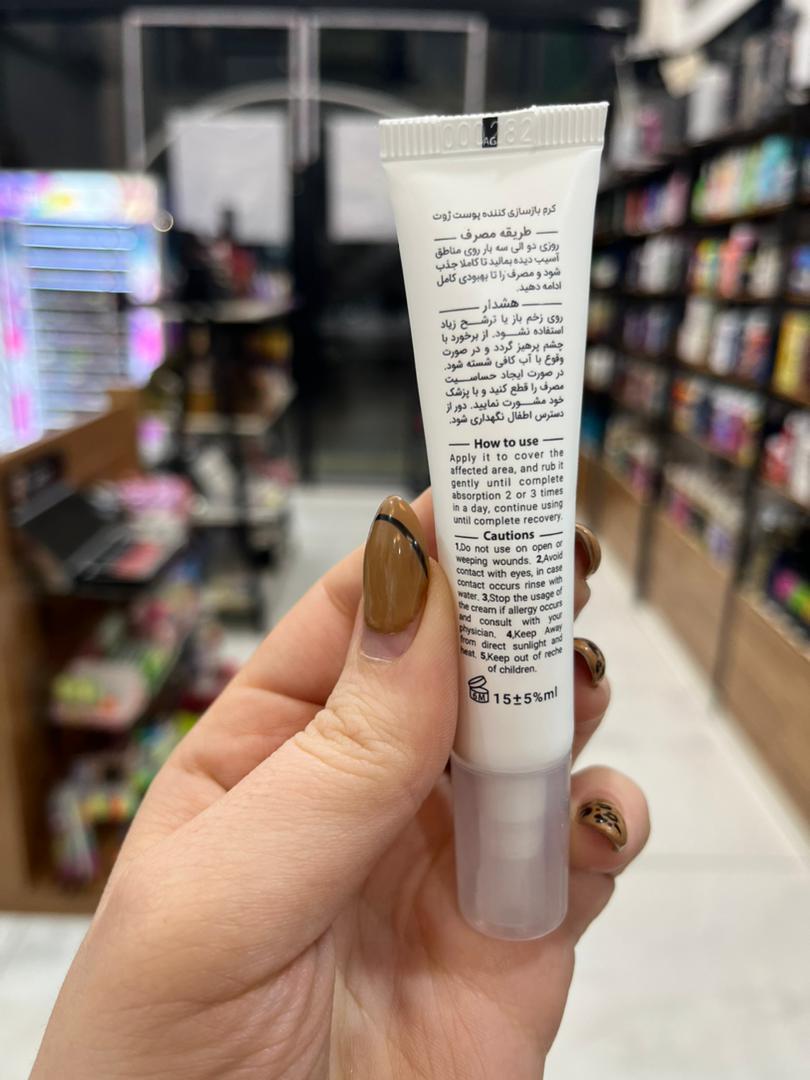 AG
کرم بازسازی کننده پوست ژوت
طریقه مصرف
روزی دو الی سه بار روی مناطق
آسیب دیده بمالید تا کاملا جذب
شود و مصرف را تا بهبودی کامل
ادامه دهید.
هشدار
روی زخم باز یا ترشح زیاد
استفاده نشود. از برخورد با
چشم پرهیز گردد و در صورت
وقوع با آب کافی شسته شود.
در صورت ایجاد حساسیت
مصرف را قطع کنید و با پزشک
خود مشورت نمایید. دور از
دسترس اطفال نگهداری شود.
How to use
Apply it to cover the
affected area, and rub it
gently until complete
absorption 2 or 3 times
in a day, continue using
until complete recovery.
Cautions
1,Do not use on open or
weeping wounds. 2,Avoid
contact with eyes, in case
contact occurs rinse with
water. 3,Stop the usage of
the cream if allergy occurs
and consult with your
physician. 4,Keep Away
from direct sunlight and
heat. 5,Keep out of reche
of children.
6M 15±5%ml